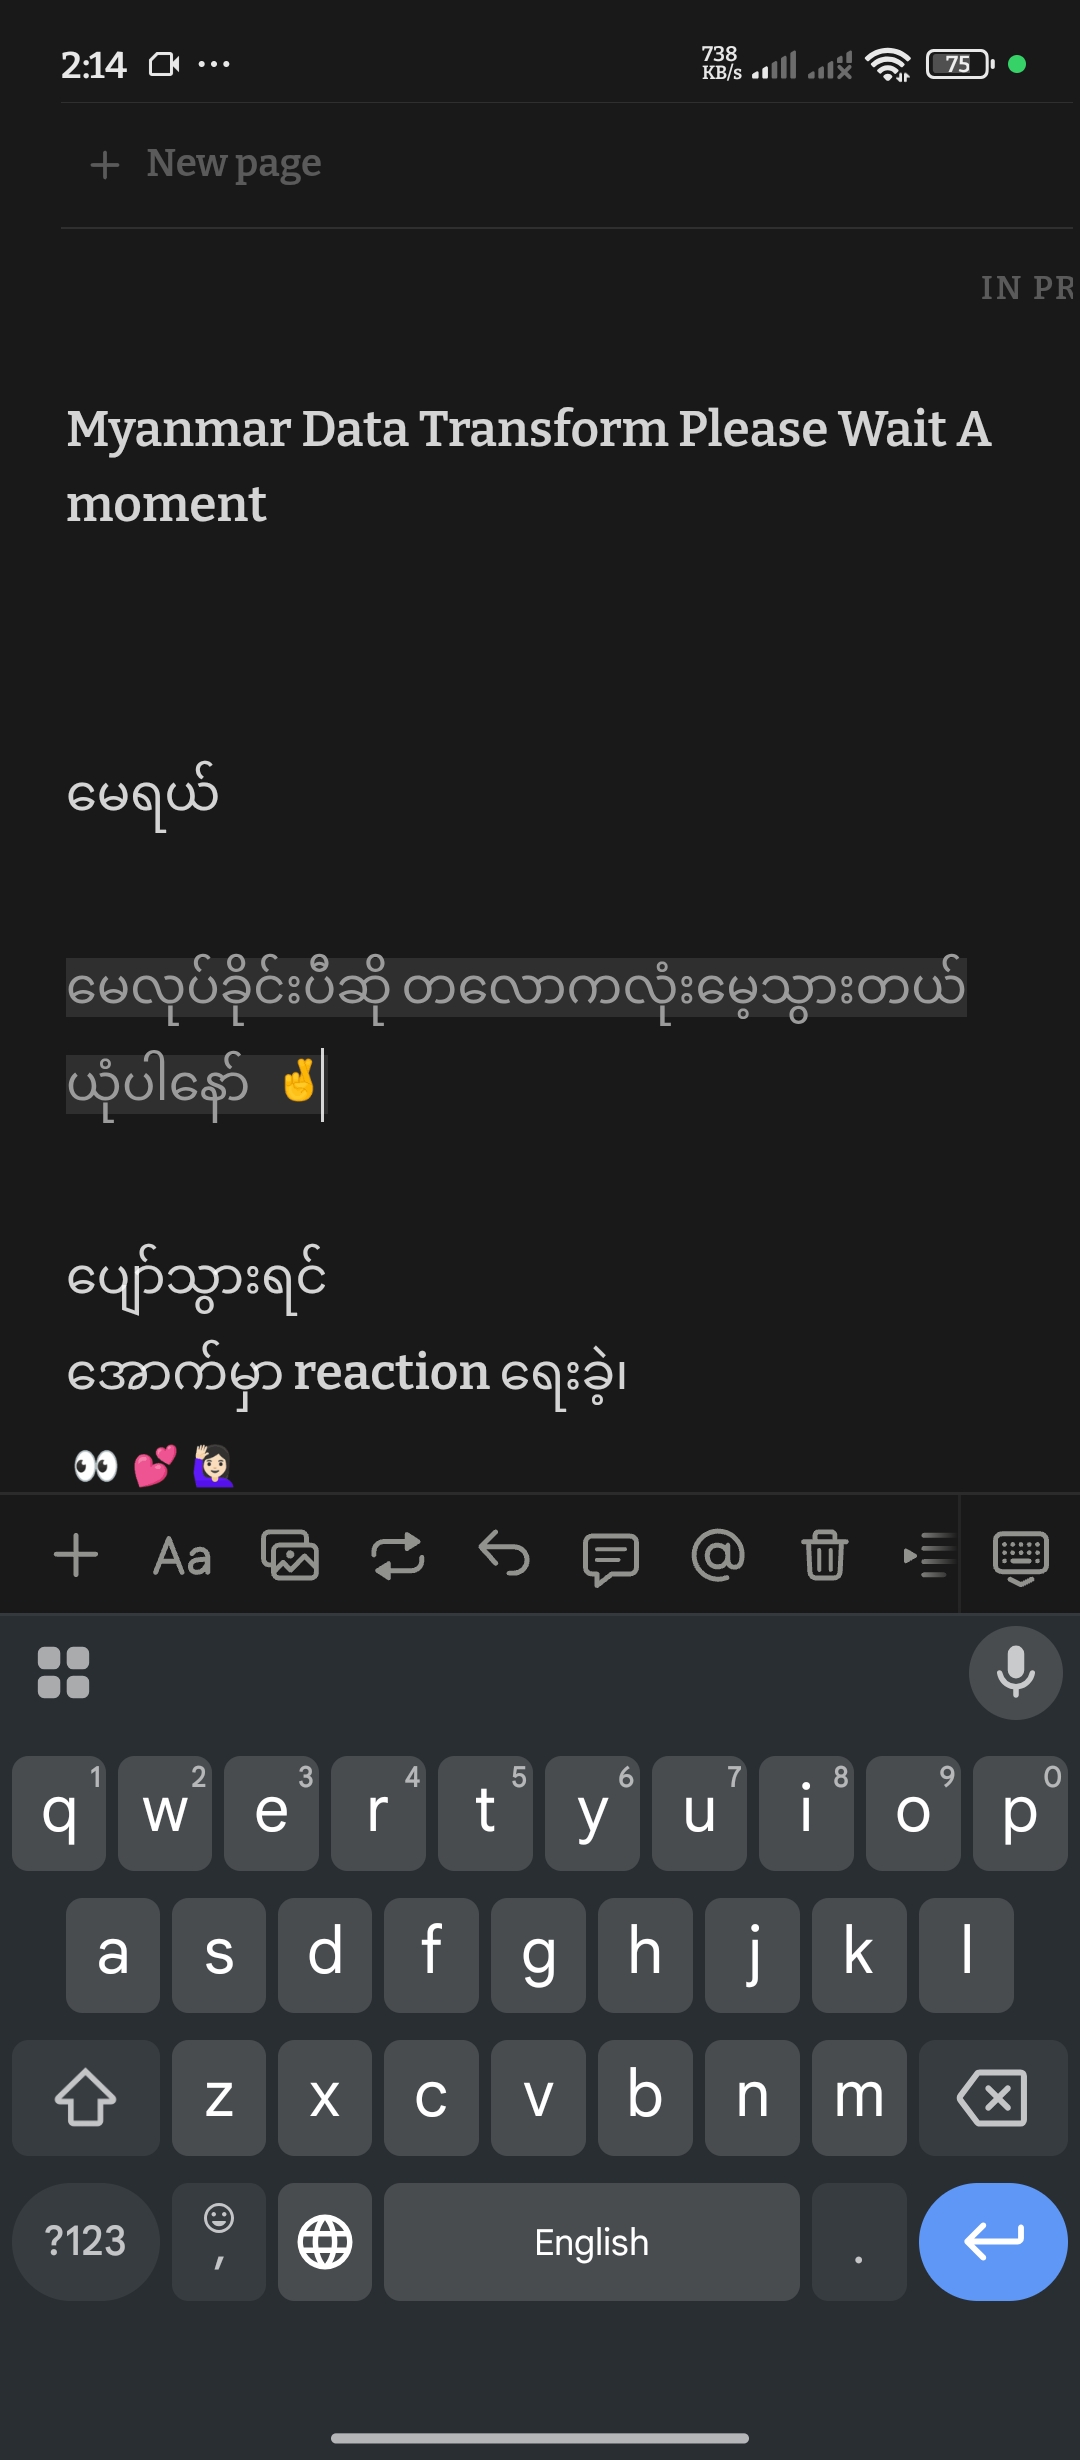 2:14
738
KB/s
75
New page
IN PR
Myanmar Data Transform Please Wait A
moment
မေရယ်
မေလုပ်ခိုင်းပီဆို တလောကလုံးမေ့သွားတယ်
ယုံပါနော် 🤞
ပျော်သွားရင်
အောက်မှာ reaction ရေးခဲ့၊
👀 💕 🙋🏻‍♀️
Aa
@
q 1 w 2 e 3 r 4 t 5 y 6 u 7 i 8 o 9 p 0
a s d f g h j k l
z x c v b n m
?123 , English .